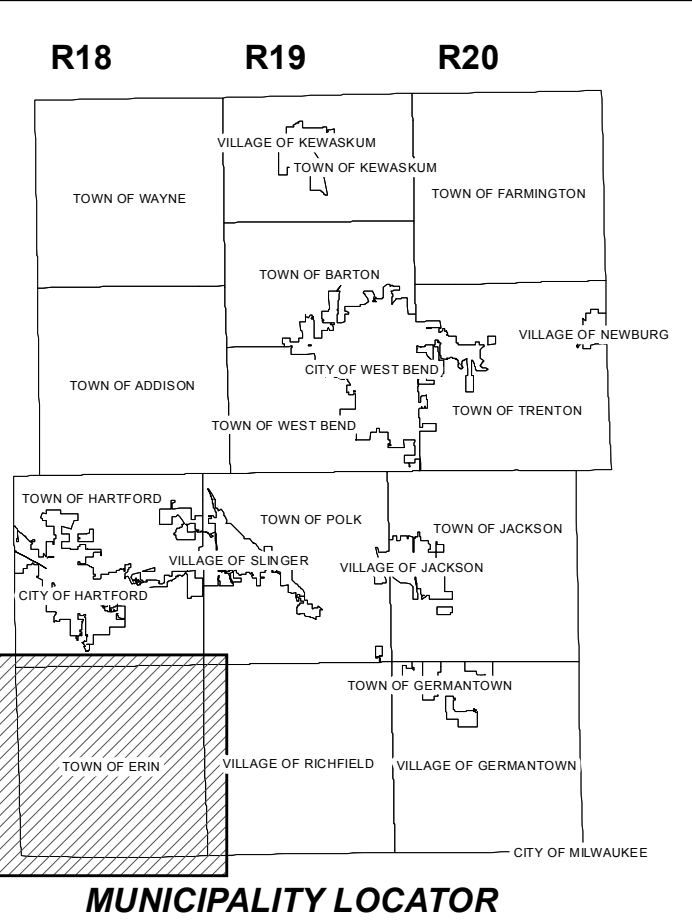 R18 R19 R20
VILLAGE OF KEWASKUM
TOWN OF KEWASKUM
TOWN OF WAYNE
TOWN OF FARMINGTON
TOWN OF BARTON
VILLAGE OF NEWBURG
CITY OF WEST BEND
TOWN OF ADDISON
TOWN OF TRENTON
TOWN OF WEST BEND
TOWN OF HARTFORD
TOWN OF POLK
TOWN OF JACKSON
VILLAGE OF SLINGER
VILLAGE OF JACKSON
CITY OF HARTFORD
TOWN OF GERMANTOWN
TOWN OF ERIN
VILLAGE OF RICHFIELD
VILLAGE OF GERMANTOWN
CITY OF MILWAUKEE
MUNICIPALITY LOCATOR